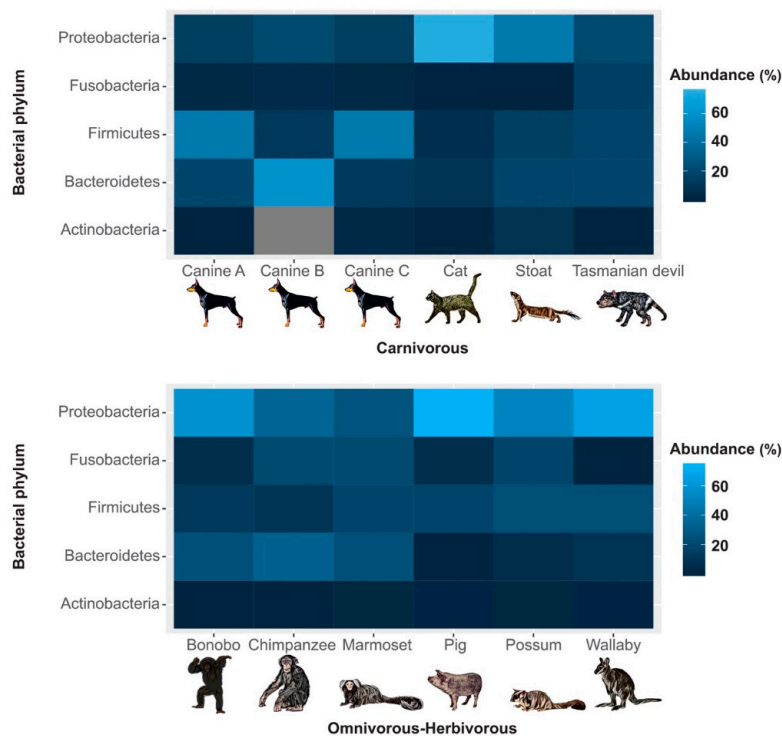 Bacterial phylum
Proteobacteria
Fusobacteria
Firmicutes
Bacteroidetes
Actinobacteria
Abundance (%)
60
40
20
Canine A Canine B Canine C Cat Stoat Tasmanian devil
Carnivorous
Bacterial phylum
Proteobacteria
Fusobacteria
Firmicutes
Bacteroidetes
Actinobacteria
Abundance (%)
60
40
20
Bonobo Chimpanzee Marmoset Pig Possum Wallaby
Omnivorous-Herbivorous